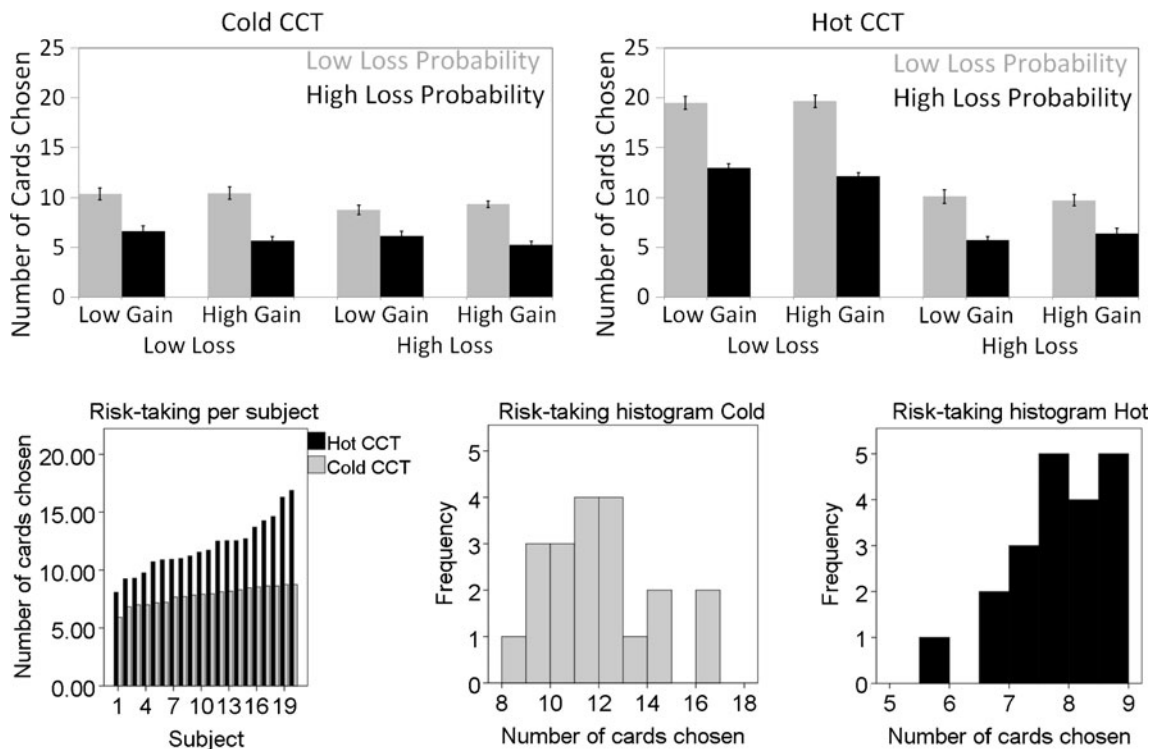 Cold CCT
Number of Cards Chosen
25
20
15
10
5
0
Low Loss Probability
High Loss Probability
Low Gain High Gain Low Gain High Gain
Low Loss High Loss
Hot CCT
Number of Cards Chosen
25
20
15
10
5
0
Low Loss Probability
High Loss Probability
Low Gain High Gain Low Gain High Gain
Low Loss High Loss
Risk-taking per subject
Number of cards chosen
20.00
15.00
10.00
5.00
0.00
Hot CCT
Cold CCT
1 4 7 10 13 16 19
Subject
Risk-taking histogram Cold
Frequency
5
4
3
2
1
0
8 10 12 14 16 18
Number of cards chosen
Risk-taking histogram Hot
Frequency
5
4
3
2
1
0
5 6 7 8 9
Number of cards chosen